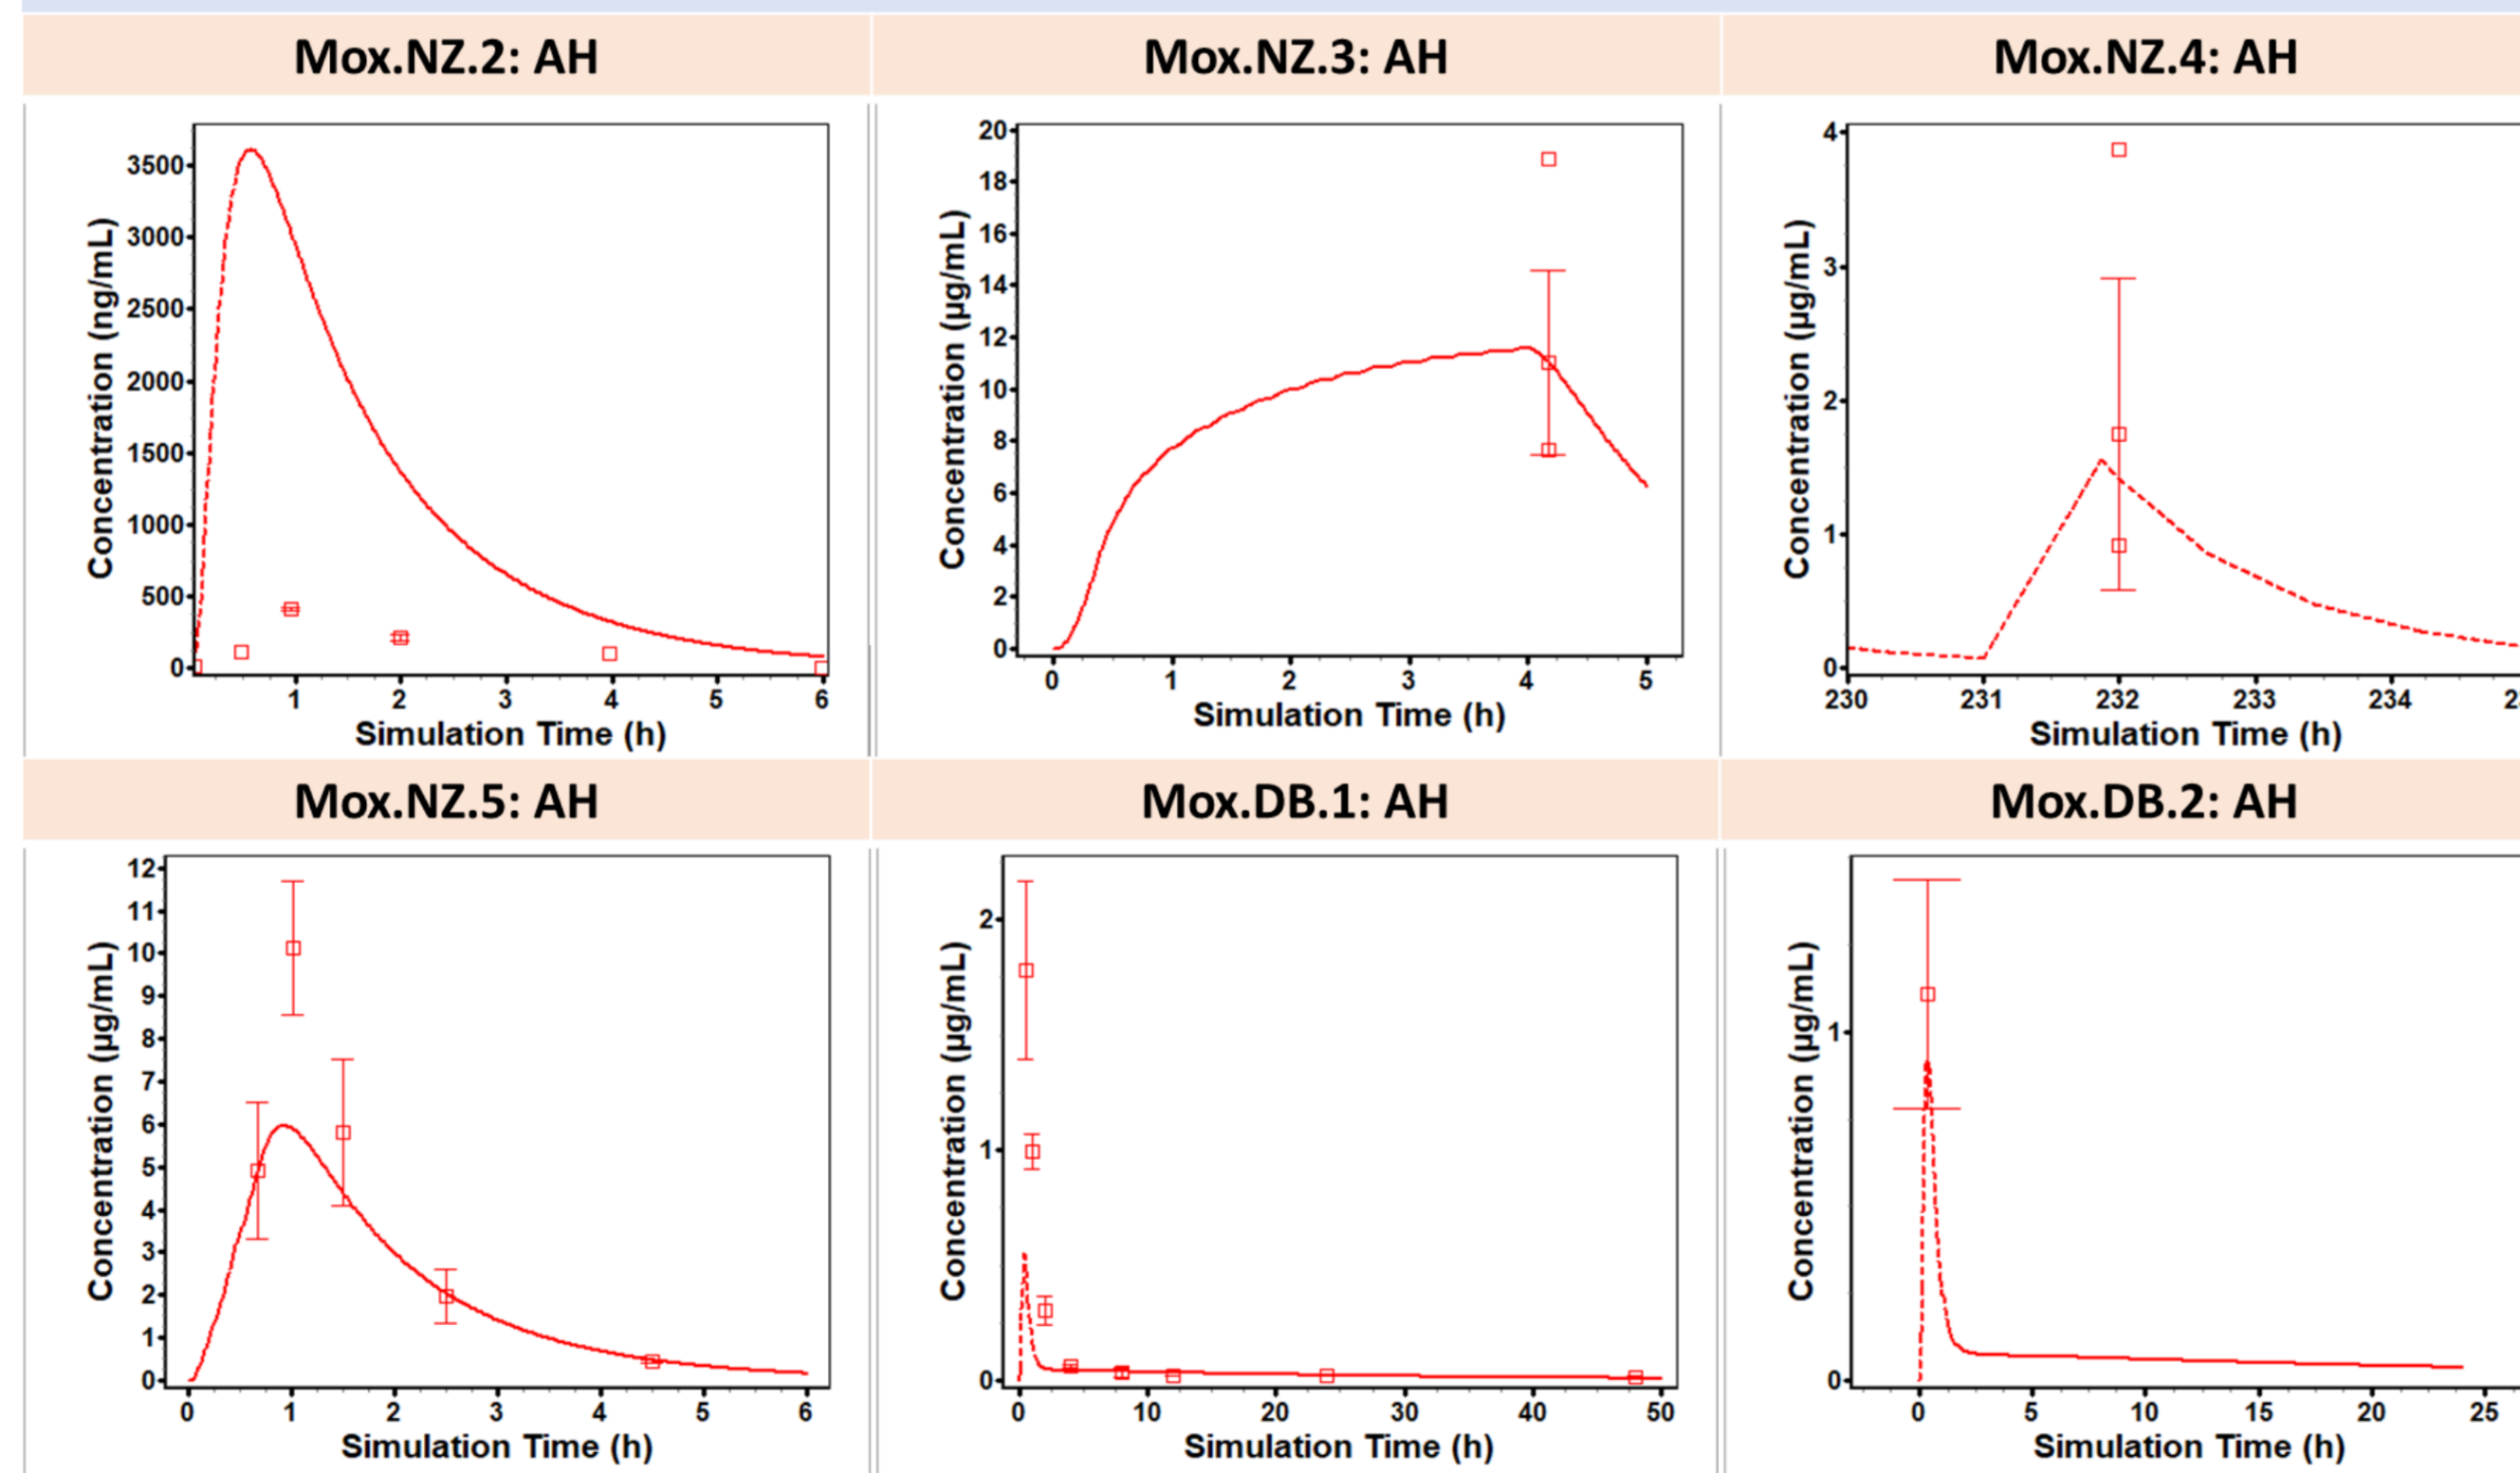 Mox.NZ.2: AH
Mox.NZ.3: AH
Mox.NZ.4: AH
Concentration (ng/mL)
3500
3000
2500
2000
1500
1000
500
0
1 2 3 4 5 6
Simulation Time (h)
Concentration (µg/mL)
20
18
16
14
12
10
8
6
4
2
0
0 1 2 3 4 5
Simulation Time (h)
Concentration (µg/mL)
4
3
2
1
0
230 231 232 233 234
Simulation Time (h)
Mox.NZ.5: AH
Mox.DB.1: AH
Mox.DB.2: AH
Concentration (µg/mL)
12
11
10
9
8
7
6
5
4
3
2
1
0
0 1 2 3 4 5 6
Simulation Time (h)
Concentration (µg/mL)
2
1
0
0 10 20 30 40 50
Simulation Time (h)
Concentration (µg/mL)
1
0
0 5 10 15 20 25
Simulation Time (h)